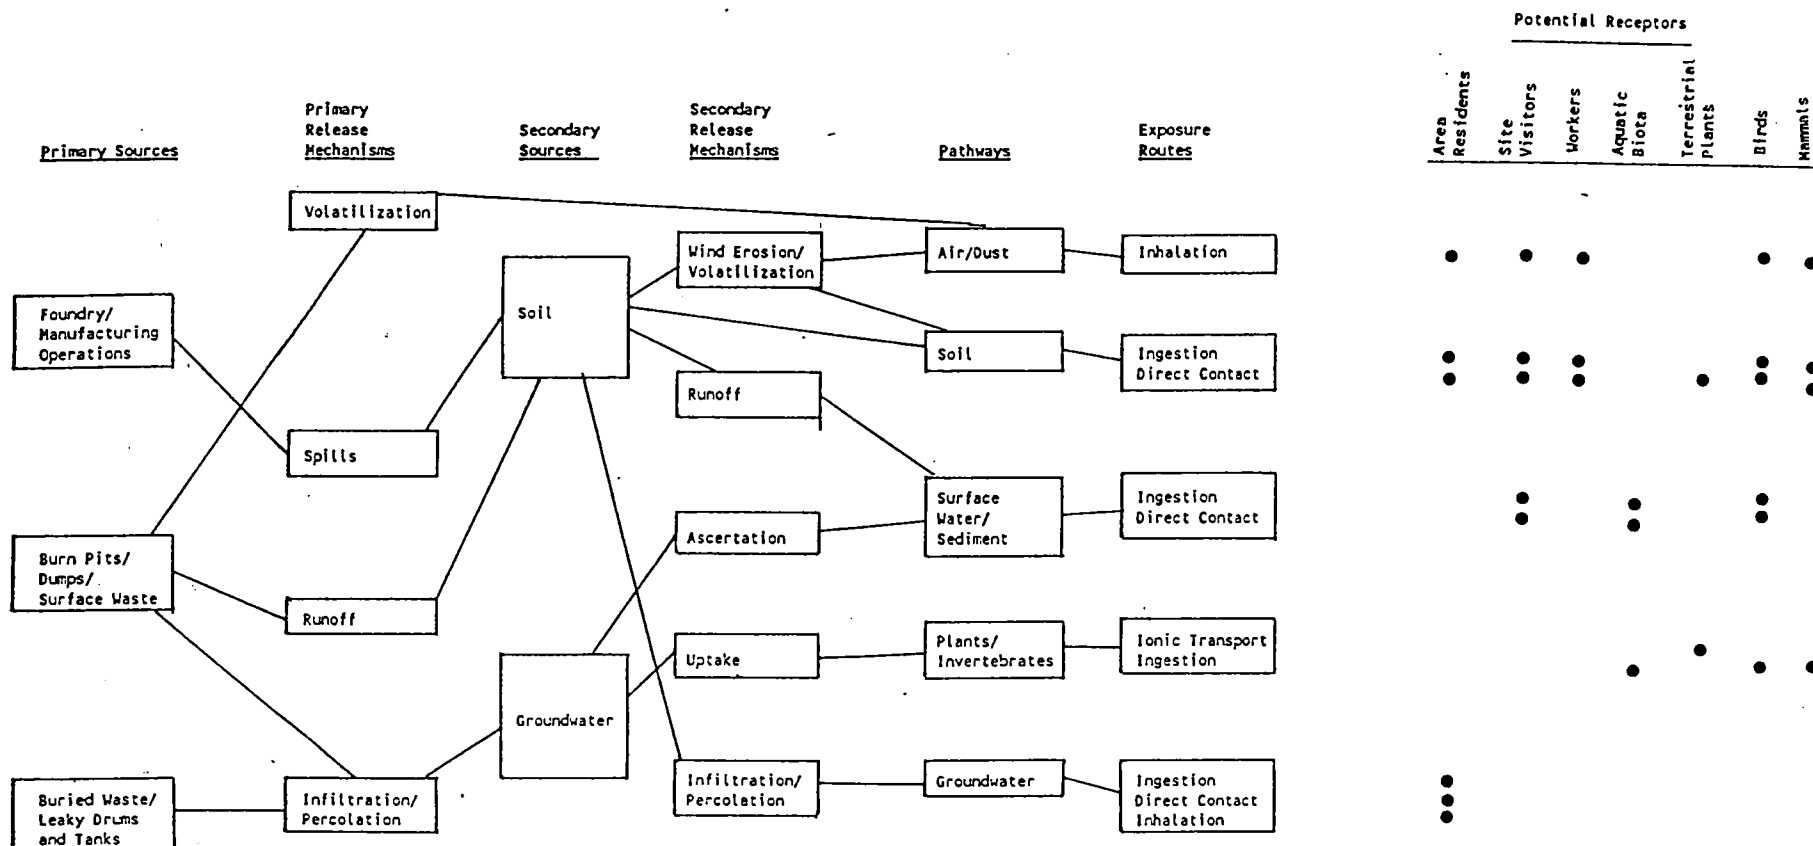 Potential Receptors
Primary Sources
Primary
Release
Mechanisms
Secondary
Sources
Secondary
Release
Mechanisms
Pathways
Exposure
Routes
Area
Residents
Site
Visitors
Workers
Aquatic
Biota
Terrestrial
Plants
Birds
Mammals
Volatilization
Wind Erosion/
Volatilization
Air/Dust
Inhalation
Foundry/
Manufacturing
Operations
Soil
Soil
Ingestion
Direct Contact
Runoff
Spills
Surface
Water/
Sediment
Ingestion
Direct Contact
Ascertation
Burn Pits/
Dumps/
Surface Waste
Runoff
Uptake
Plants/
Invertebrates
Ionic Transport
Ingestion
Groundwater
Buried Waste/
Leaky Drums
and Tanks
Infiltration/
Percolation
Infiltration/
Percolation
Groundwater
Ingestion
Direct Contact
Inhalation